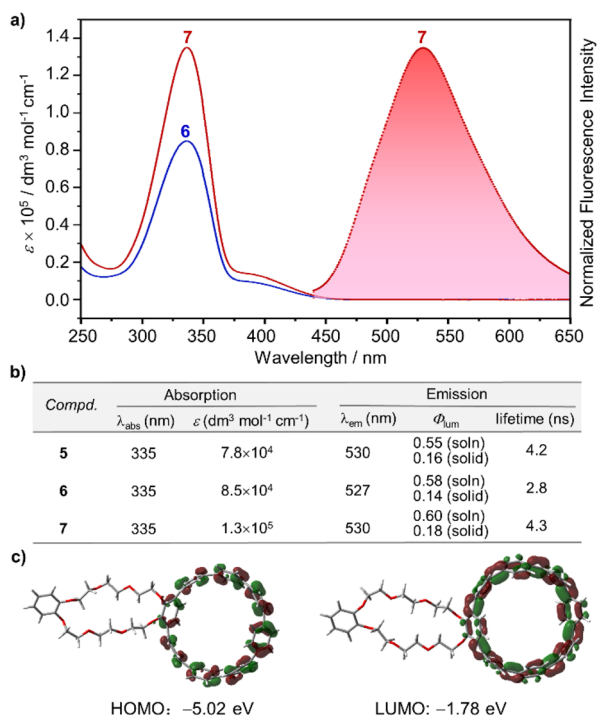 a)
7
7
6
ε × 10⁵ / dm³ mol⁻¹ cm⁻¹
1.4
1.2
1.0
0.8
0.6
0.4
0.2
0.0
Normalized Fluorescence Intensity
250 300 350 400 450 500 550 600 650
Wavelength / nm
b)
Compd. Absorption Emission
λabs (nm) ε (dm³ mol⁻¹ cm⁻¹) λem (nm) Φlum lifetime (ns)
5 335 7.8×10⁴ 530 0.55 (soln) 4.2
0.16 (solid)
6 335 8.5×10⁴ 527 0.58 (soln) 2.8
0.14 (solid)
7 335 1.3×10⁵ 530 0.60 (soln) 4.3
0.18 (solid)
c)
HOMO: −5.02 eV LUMO: −1.78 eV